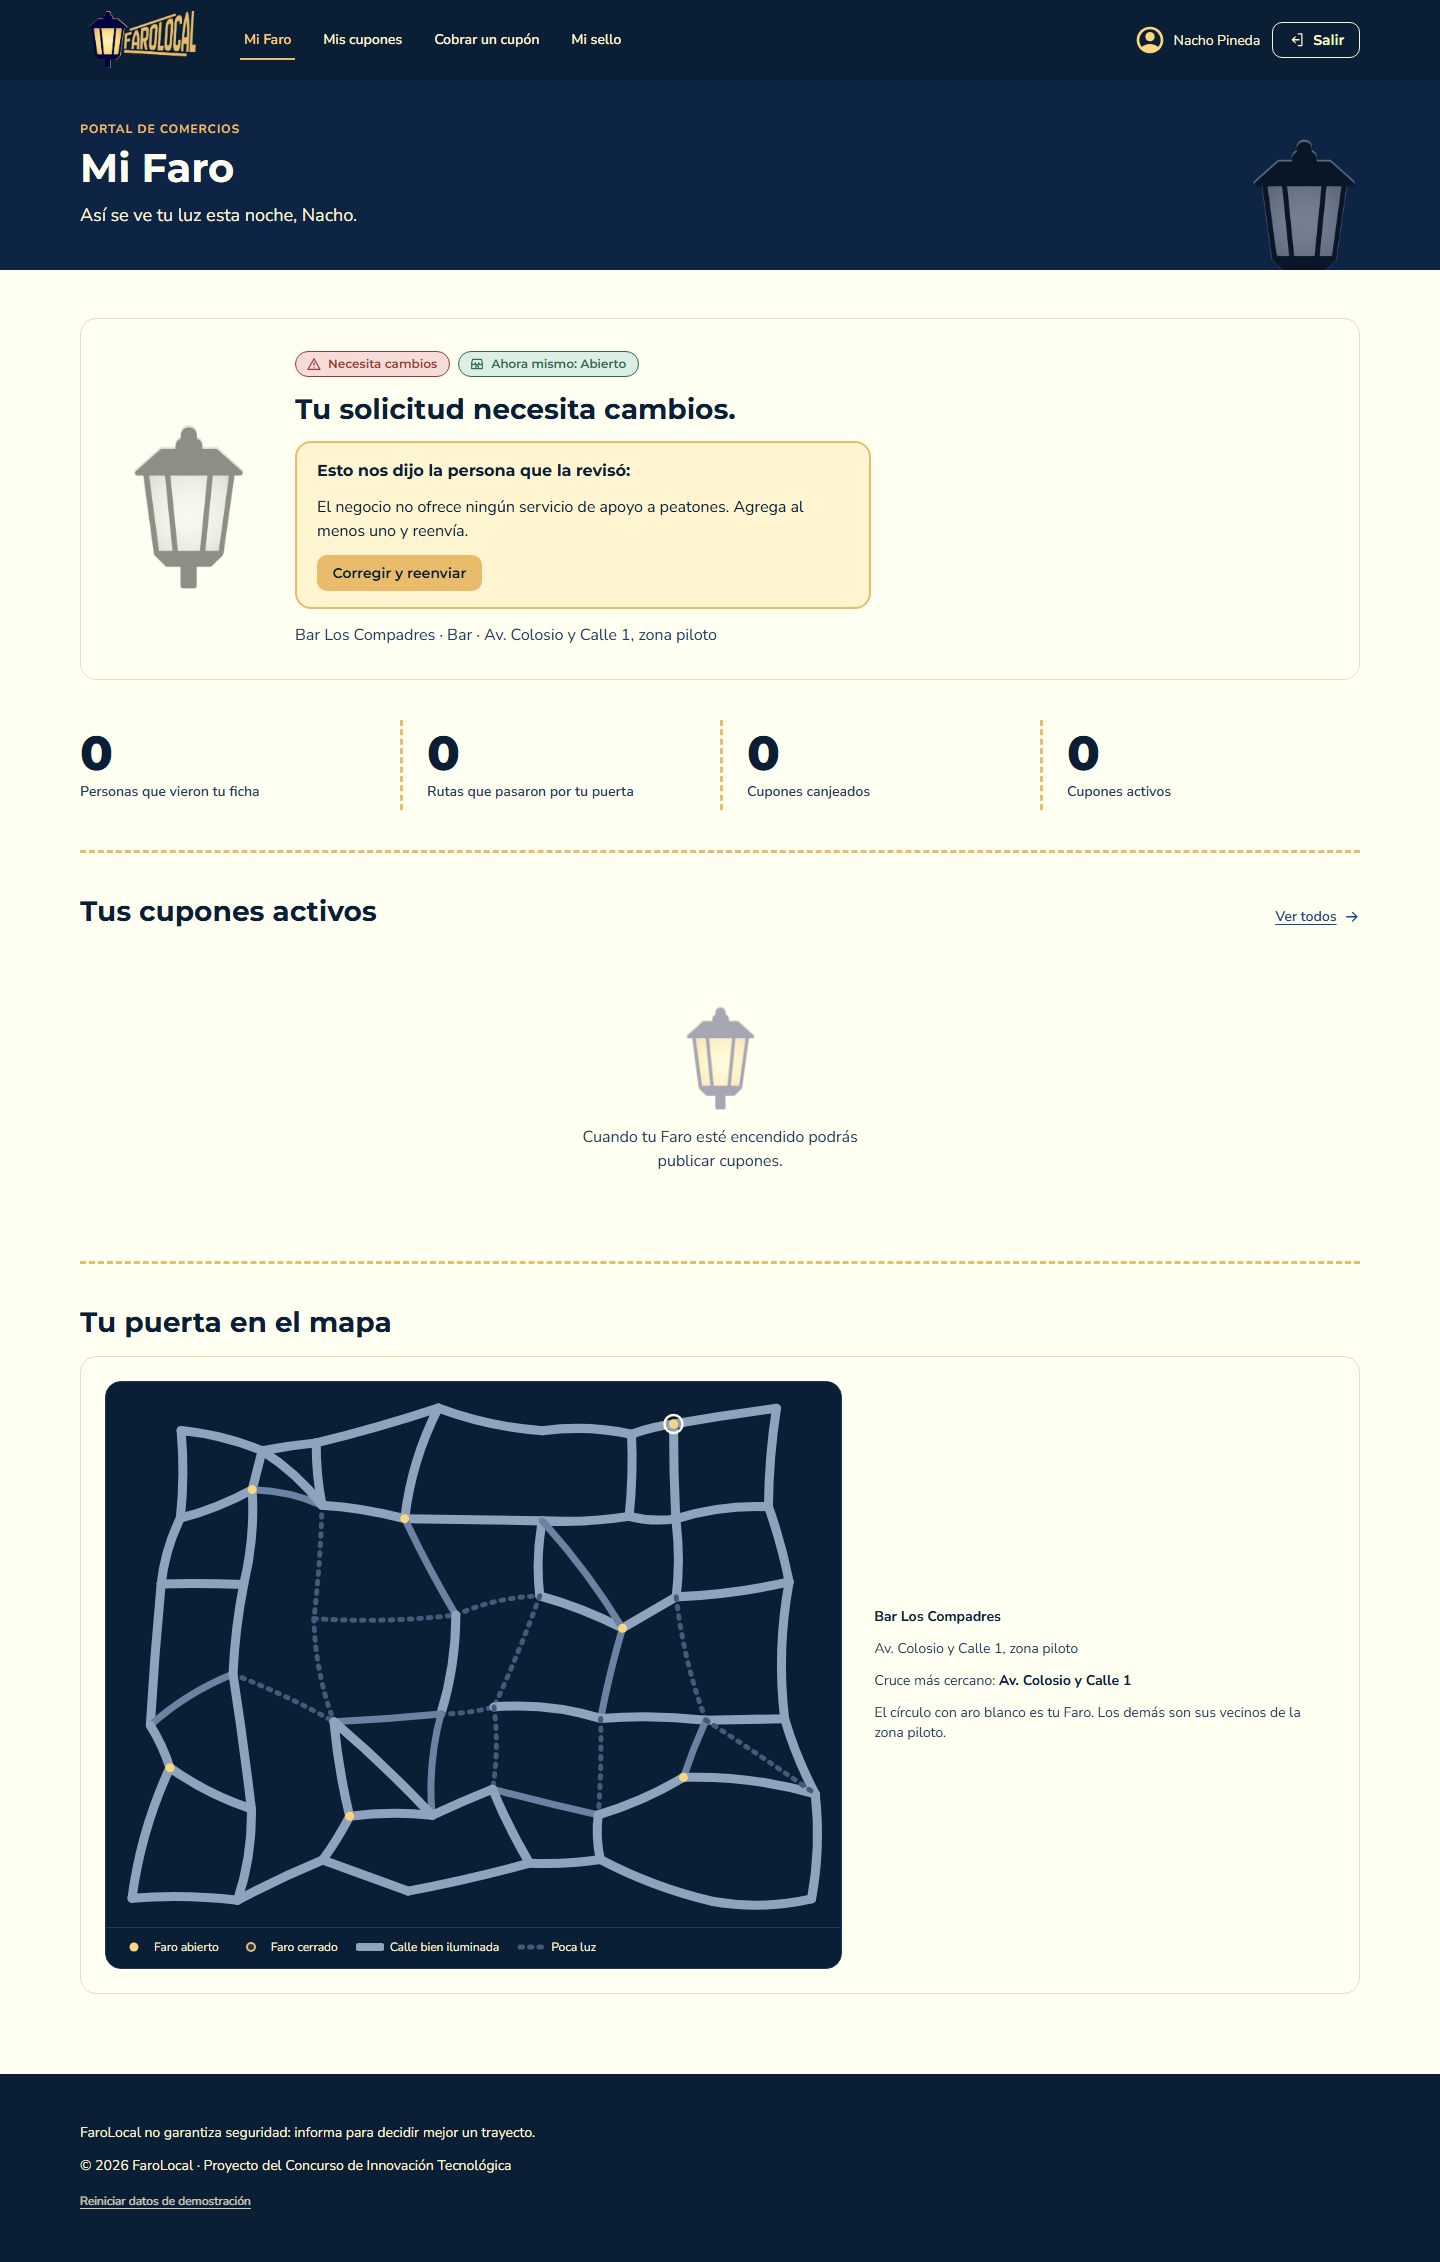 FAROLOCAL
Mi Faro
Mis cupones
Cobrar un cupón
Mi sello
Nacho Pineda
Salir
PORTAL DE COMERCIOS
Mi Faro
Así se ve tu luz esta noche, Nacho.
Necesita cambios
Ahora mismo: Abierto
Tu solicitud necesita cambios.
Esto nos dijo la persona que la revisó:
El negocio no ofrece ningún servicio de apoyo a peatones. Agrega al
menos uno y reenvía.
Corregir y reenviar
Bar Los Compadres · Bar · Av. Colosio y Calle 1, zona piloto
0
Personas que vieron tu ficha
0
Rutas que pasaron por tu puerta
0
Cupones canjeados
0
Cupones activos
Tus cupones activos
Ver todos
Cuando tu Faro esté encendido podrás
publicar cupones.
Tu puerta en el mapa
Faro abierto
Faro cerrado
Calle bien iluminada
Poca luz
Bar Los Compadres
Av. Colosio y Calle 1, zona piloto
Cruce más cercano: Av. Colosio y Calle 1
El círculo con aro blanco es tu Faro. Los demás son sus vecinos de la
zona piloto.
FaroLocal no garantiza seguridad: informa para decidir mejor un trayecto.
© 2026 FaroLocal · Proyecto del Concurso de Innovación Tecnológica
Reiniciar datos de demostración